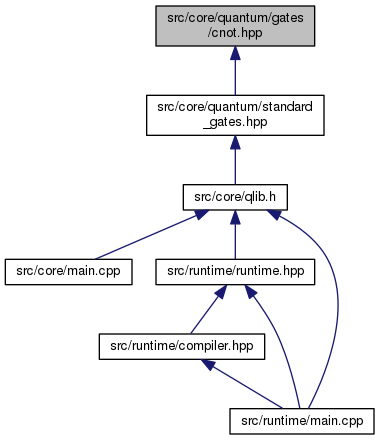 src/core/quantum/gates
/cnot.hpp
src/core/quantum/standard
_gates.hpp
src/core/qlib.h
src/core/main.cpp
src/runtime/runtime.hpp
src/runtime/compiler.hpp
src/runtime/main.cpp